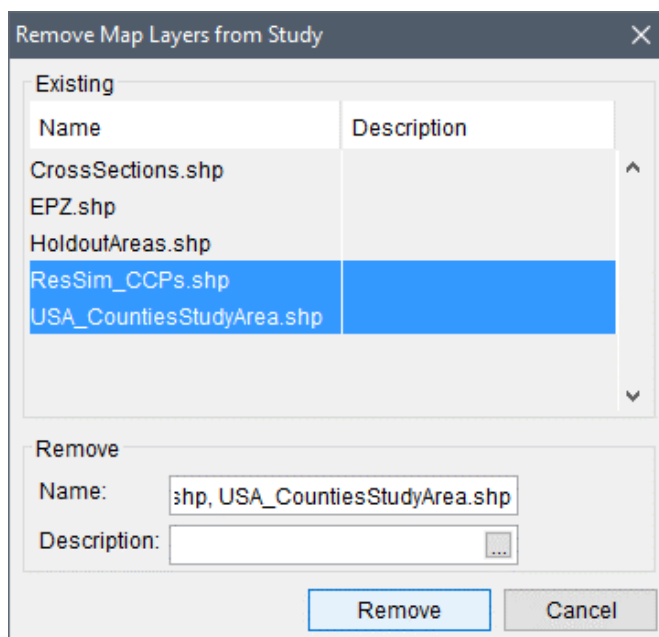 Remove Map Layers from Study
Existing
Name Description
CrossSections.shp
EPZ.shp
HoldoutAreas.shp
ResSim_CCPs.shp
USA_CountiesStudyArea.shp
Remove
Name: shp, USA_CountiesStudyArea.shp
Description: ...
Remove Cancel